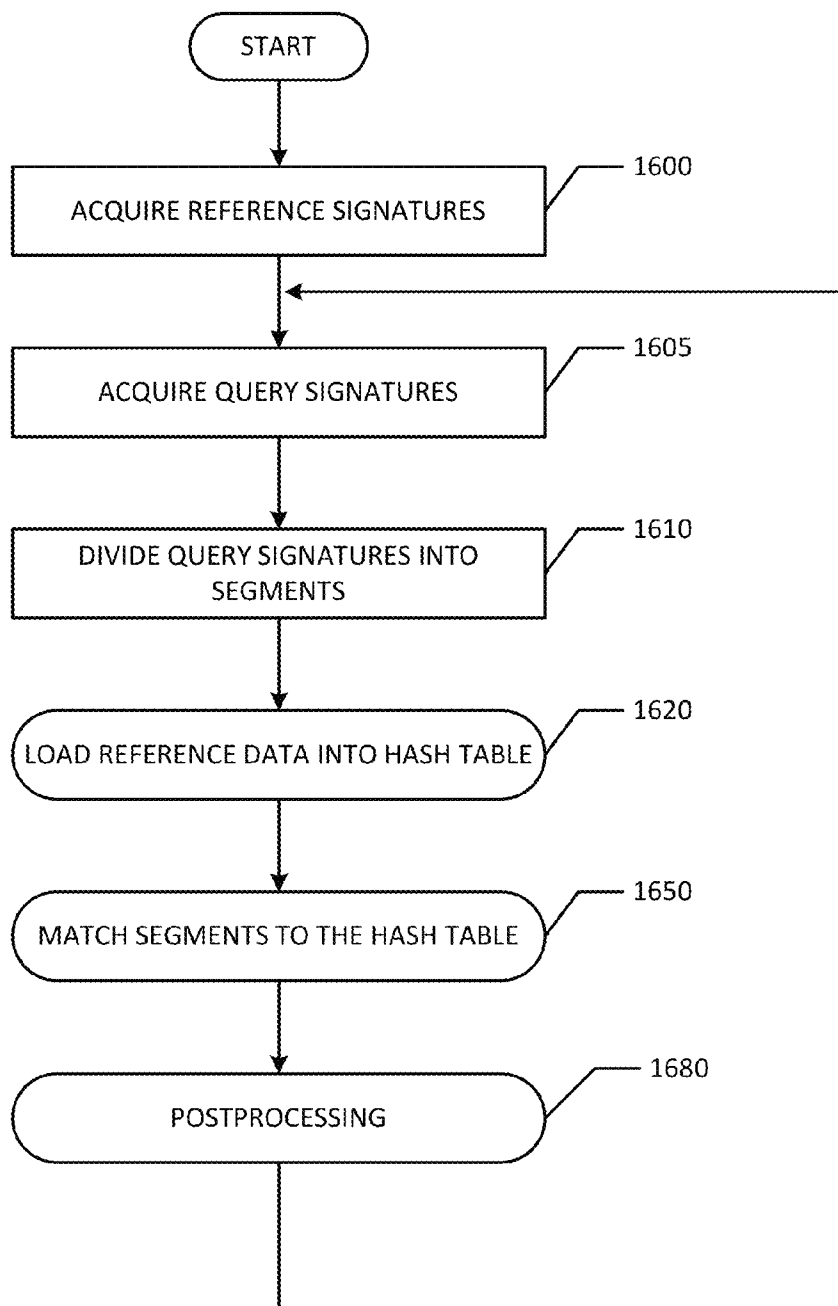 START
1600
ACQUIRE REFERENCE SIGNATURES
1605
ACQUIRE QUERY SIGNATURES
1610
DIVIDE QUERY SIGNATURES INTO
SEGMENTS
1620
LOAD REFERENCE DATA INTO HASH TABLE
1650
MATCH SEGMENTS TO THE HASH TABLE
1680
POSTPROCESSING